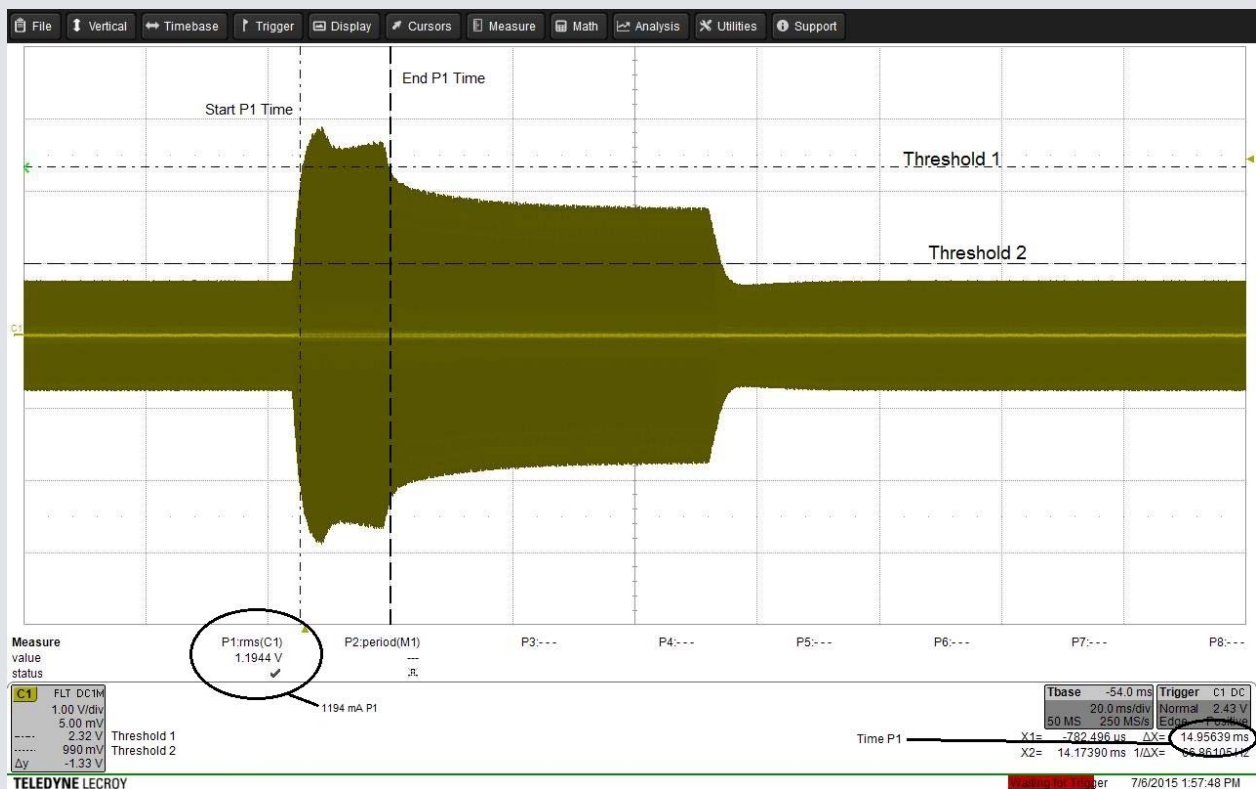 File Vertical Timebase Trigger Display Cursors Measure Math Analysis Utilities Support
End P1 Time
Start P1 Time
Threshold 1
Threshold 2
C1
Measure P1:rms(C1) P2:period(M1) P3:--- P4:--- P5:--- P6:--- P7:--- P8:---
value 1.1944 V ---
status
1194 mA P1
C1 FLT DC1M
1.00 V/div
5.00 mV
2.32 V Threshold 1
990 mV Threshold 2
Δy -1.33 V
Tbase -54.0 ms Trigger C1 DC
20.0 ms/div Normal 2.43 V
50 MS 250 MS/s Edge Positive
Time P1 X1= -782.496 us ΔX= 14.95639 ms
X2= 14.17390 ms 1/ΔX= 66.86105 Hz
TELEDYNE LECROY Waiting for Trigger 7/6/2015 1:57:48 PM